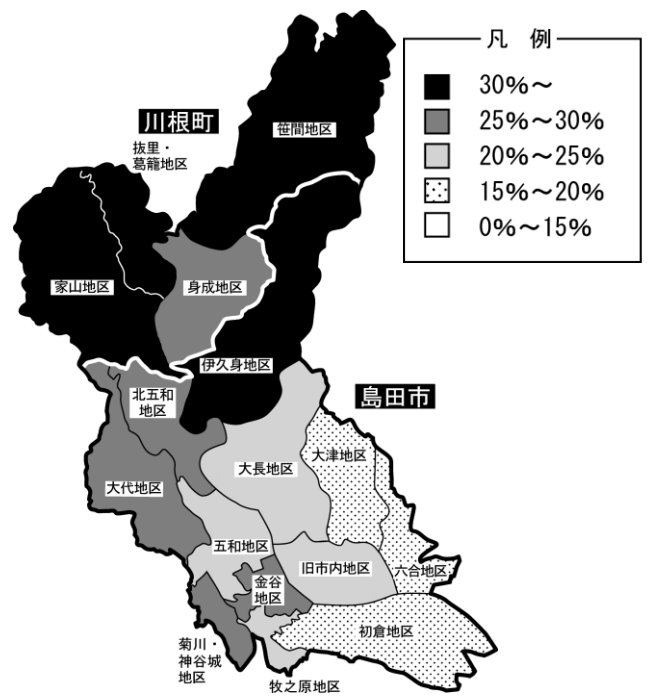 凡 例
30%～
25%～30%
20%～25%
15%～20%
0%～15%
川根町
笹間地区
抜里・
葛籠地区
家山地区
身成地区
伊久身地区
北五和
地区
島田市
大長地区
大津地区
大代地区
五和地区
旧市内地区
六合地区
金谷
地区
初倉地区
菊川・
神谷城
地区
牧之原地区